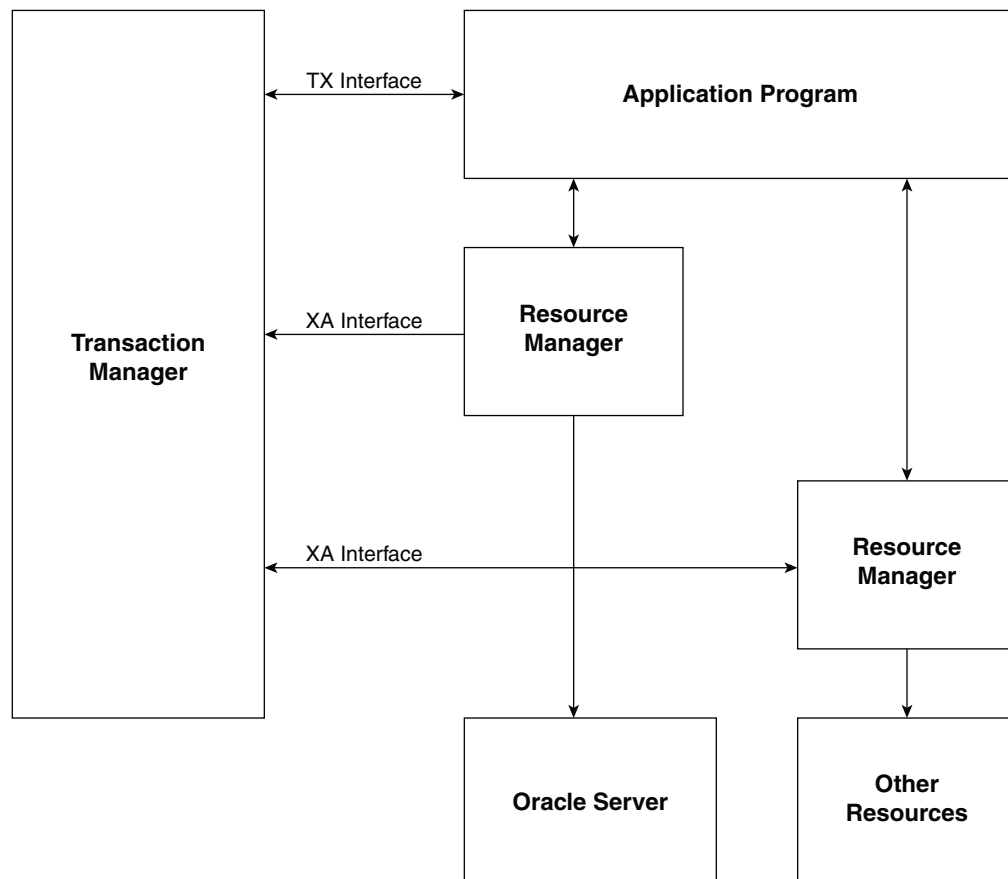 TX Interface
Application Program
XA Interface
Resource
Manager
Transaction
Manager
XA Interface
Resource
Manager
Oracle Server
Other
Resources